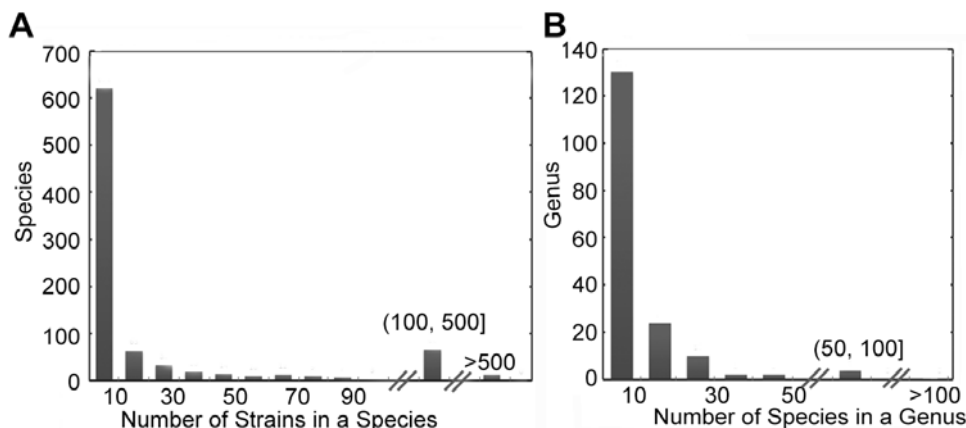 A
700
600
500
400
300
200
100
0
Species
(100, 500]
>500
10 30 50 70 90
Number of Strains in a Species
B
140
120
100
80
60
40
20
0
Genus
(50, 100]
10 30 50 >100
Number of Species in a Genus